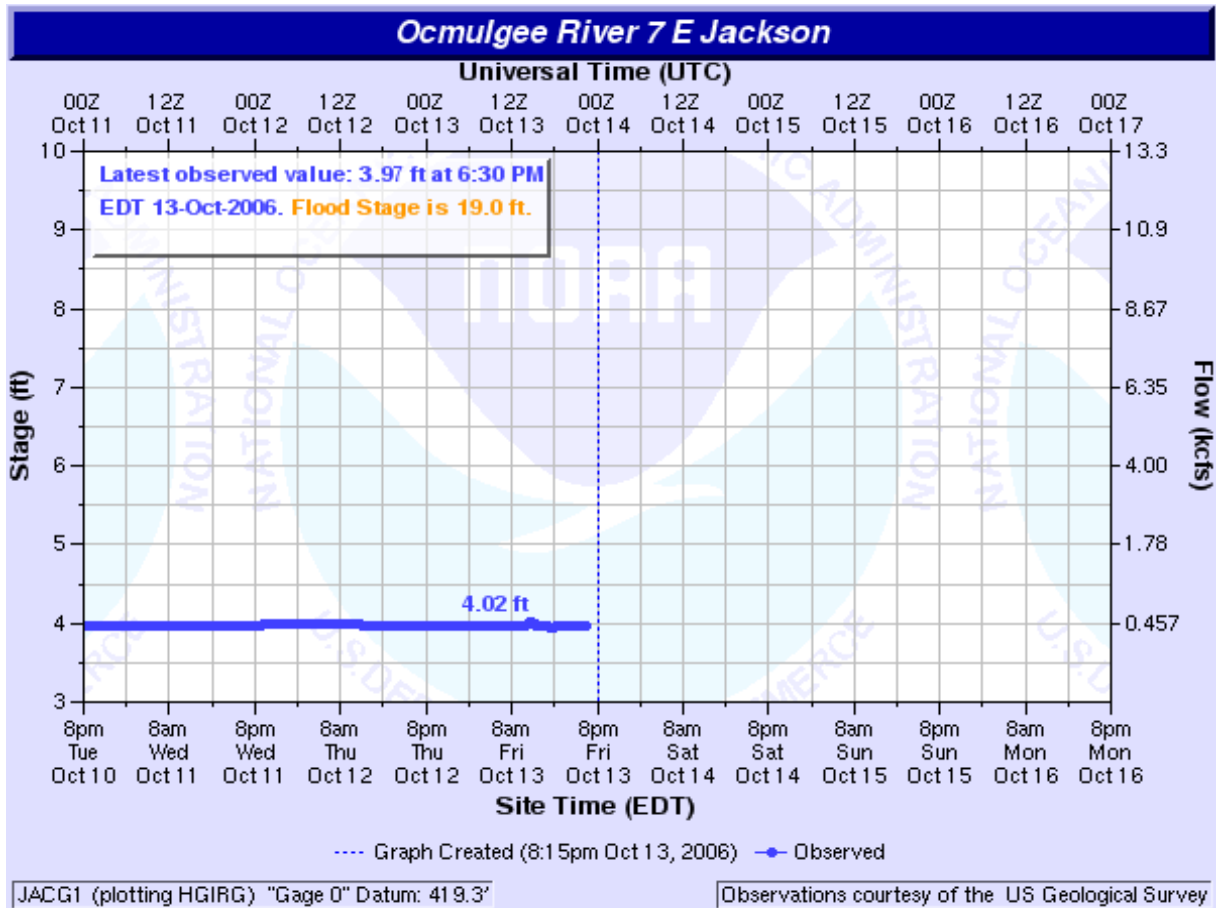 Ocmulgee River 7 E Jackson
Universal Time (UTC)
00Z 12Z 00Z 12Z 00Z 12Z 00Z 12Z 00Z 12Z 00Z 12Z 00Z
Oct 11 Oct 11 Oct 12 Oct 12 Oct 13 Oct 13 Oct 14 Oct 14 Oct 15 Oct 15 Oct 16 Oct 16 Oct 17
Latest observed value: 3.97 ft at 6:30 PM
EDT 13-Oct-2006. Flood Stage is 19.0 ft.
Stage (ft)
10
9
8
7
6
5
4
3
Flow (kcfs)
13.3
10.9
8.67
6.35
4.00
1.78
0.457
4.02 ft
NOAA
NATIONAL OCEANIC
ADMINISTRATION
8pm 8am 8pm 8am 8pm 8am 8pm 8am 8pm 8am 8pm 8am 8pm
Tue Wed Wed Thu Thu Fri Fri Sat Sat Sun Sun Mon Mon
Oct 10 Oct 11 Oct 11 Oct 12 Oct 12 Oct 13 Oct 13 Oct 14 Oct 14 Oct 15 Oct 15 Oct 16 Oct 16
Site Time (EDT)
---- Graph Created (8:15pm Oct 13, 2006) Observed
JACG1 (plotting HGIRG) "Gage 0" Datum: 419.3'
Observations courtesy of the US Geological Survey